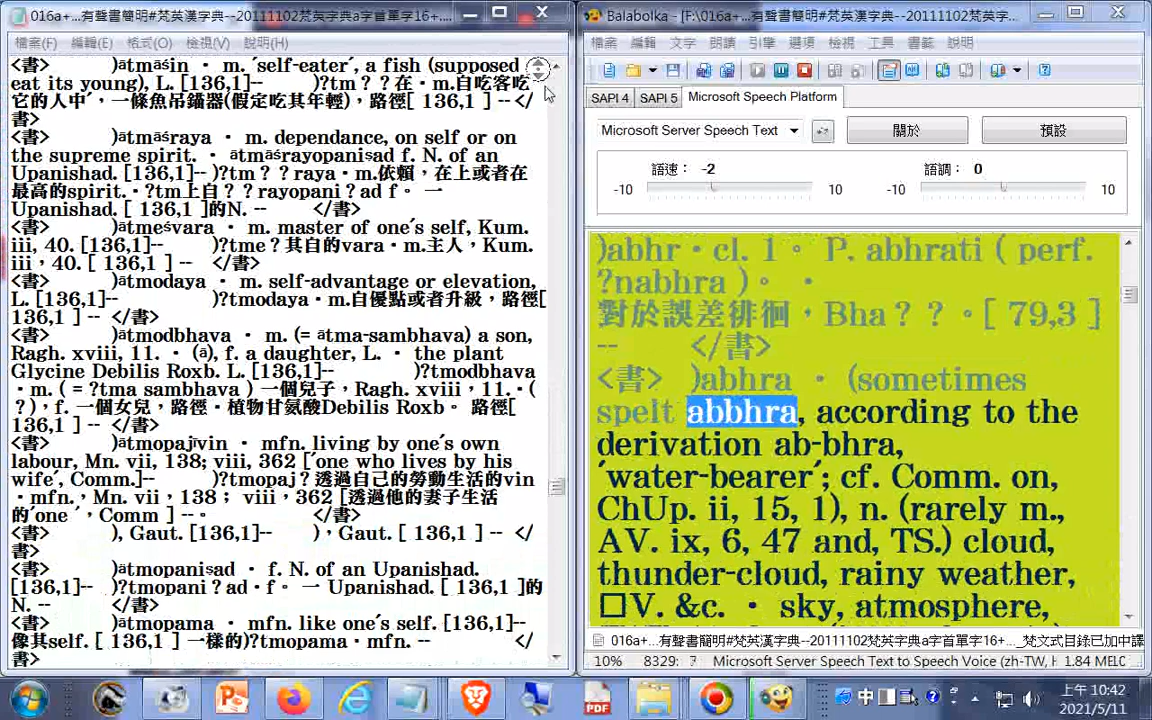 016a+...有聲書簡明#梵英漢字典--20111102梵英字典a字首單字16+...
檔案(F) 編輯(E) 格式(O) 檢視(V) 說明(H)
<書> )ātmāśin · m. 'self-eater', a fish (supposed
eat its young), L. [136,1]-- )?tm？?在·m.自吃客吃
它的人中'，一條魚吊錨器(假定吃其年輕)，路徑[ 136,1 ] --</
書>
<書> )ātmāśraya · m. dependance, on self or on
the supreme spirit. · ātmāśrayopaniṣad f. N. of an
Upanishad. [136,1]-- )?tm？?raya·m.依賴，在上或者在
最高的spirit.·?tm上自？?rayopani？ad f。 一
Upanishad. [ 136,1 ]的N. -- </書>
<書> )ātmeśvara · m. master of one's self, Kum.
iii, 40. [136,1]-- )?tme？其自的vara·m.主人，Kum.
iii，40. [ 136,1 ] -- </書>
<書> )ātmodaya · m. self-advantage or elevation,
L. [136,1]-- )?tmodaya·m.自優點或者升級，路徑[
136,1 ] -- </書>
<書> )ātmodbhava · m. (= ātma-sambhava) a son,
Ragh. xviii, 11. · (ā), f. a daughter, L. · the plant
Glycine Debilis Roxb. L. [136,1]-- )?tmodbhava
·m. ( = ?tma sambhava ) 一個兒子，Ragh. xviii，11.·(
?)，f. 一個女兒，路徑·植物甘氨酸Debilis Roxb。 路徑[
136,1 ] -- </書>
<書> )ātmopajīvin · mfn. living by one's own
labour, Mn. vii, 138; viii, 362 ['one who lives by his
wife', Comm.]-- )?tmopaj？透過自己的勞動生活的vin
·mfn.，Mn. vii，138； viii，362 [透過他的妻子生活
的'one '，Comm ] --。 </書>
<書> ), Gaut. [136,1]-- )，Gaut. [ 136,1 ] -- </
書>
<書> )ātmopaniṣad · f. N. of an Upanishad.
[136,1]-- )?tmopani？ad·f。 一 Upanishad. [ 136,1 ]的
N. -- </書>
<書> )ātmopama · mfn. like one's self. [136,1]--
像其self. [ 136,1 ] 一樣的)?tmopama·mfn. -- </
書>
Balabolka - [F:\016a+...有聲書簡明#梵英漢字典--20111102梵英字...
檔案 編輯 文字 朗讀 引擎 選項 檢視 工具 書籤 說明
SAPI 4 SAPI 5 Microsoft Speech Platform
Microsoft Server Speech Text 關於 預設
語速： -2 語調： 0
-10 10 -10 10
)abhr·cl. 1。 P. abhrati ( perf.
?nabhra )。 ·
對於誤差徘徊，Bha？？。[ 79,3 ]
-- </書>
<書> )abhra · (sometimes
spelt abbhra, according to the
derivation ab-bhra,
'water-bearer'; cf. Comm. on,
ChUp. ii, 15, 1), n. (rarely m.,
AV. ix, 6, 47 and, TS.) cloud,
thunder-cloud, rainy weather,
□V. &c. · sky, atmosphere,
016a+...有聲書簡明#梵英漢字典--20111102梵英字典a字首單字16+..._梵文式目錄已加中譯
10% 8329: 7 Microsoft Server Speech Text to Speech Voice (zh-TW, H 1.84 MELC
中
上午 10:42
2021/5/11